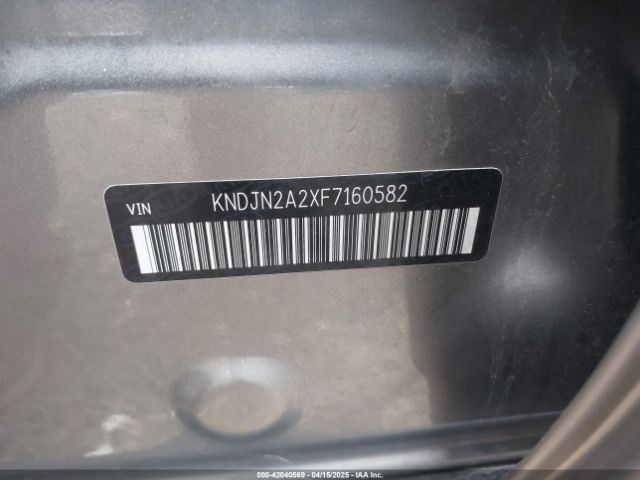 VIN KNDJN2A2XF7160582
000-42040569 - 04/15/2025 - © IAA, Inc.